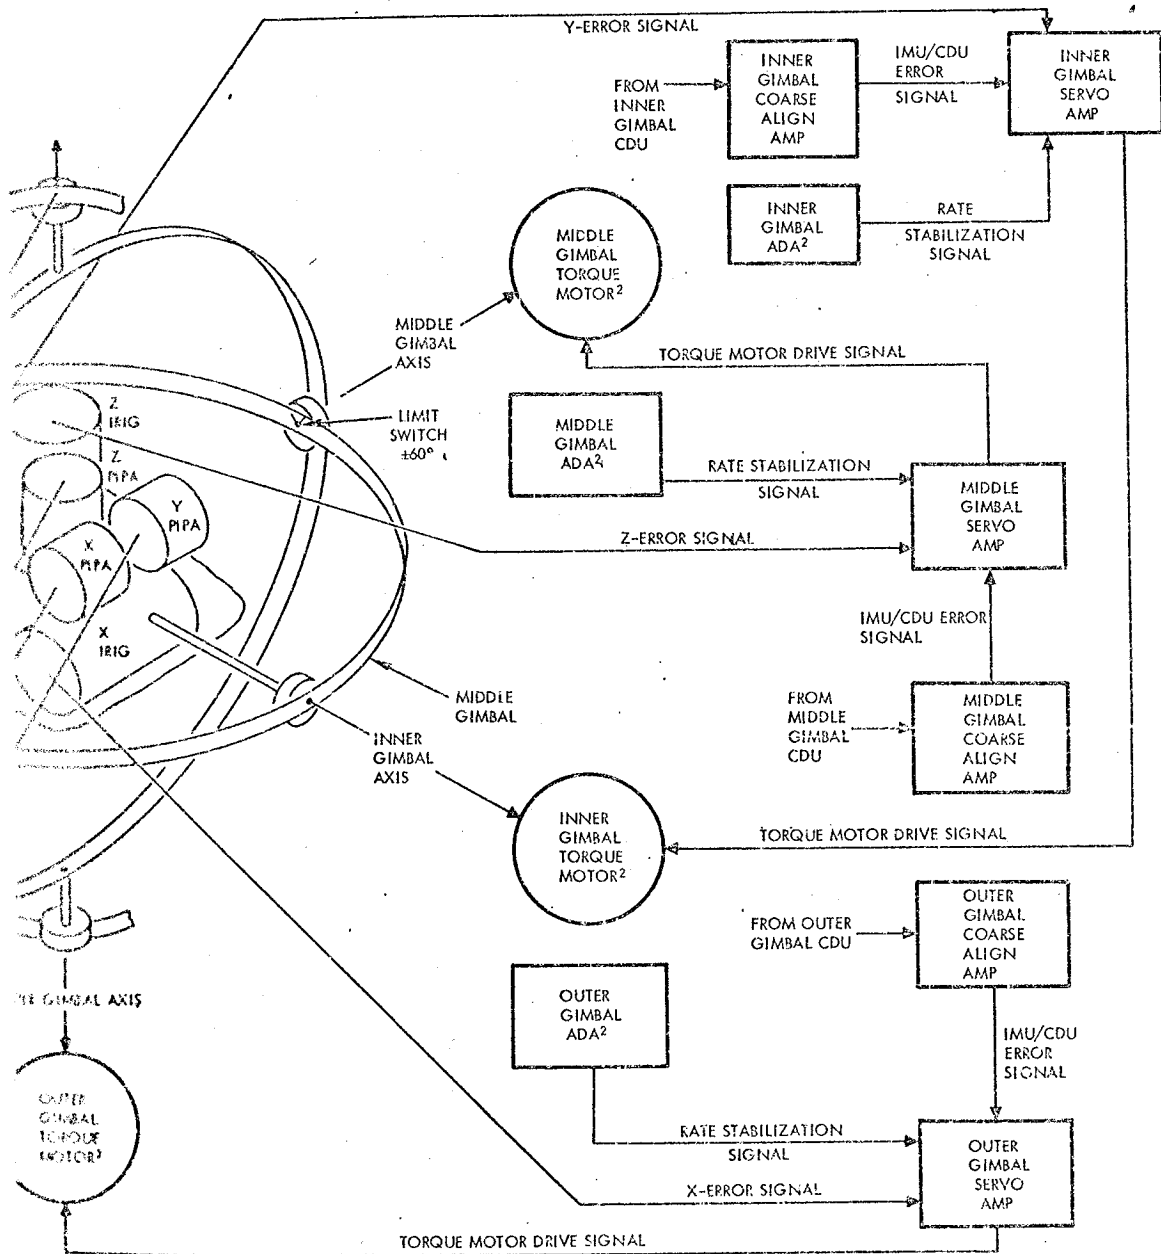 Y-ERROR SIGNAL
INNER
GIMBAL
COARSE
ALIGN
AMP
IMU/CDU
ERROR
SIGNAL
INNER
GIMBAL
SERVO
AMP
FROM
INNER
GIMBAL
CDU
INNER
GIMBAL
ADA²
RATE
STABILIZATION
SIGNAL
MIDDLE
GIMBAL
TORQUE
MOTOR²
MIDDLE
GIMBAL
AXIS
TORQUE MOTOR DRIVE SIGNAL
Z
IRIG
LIMIT
SWITCH
±60°
MIDDLE
GIMBAL
ADA²
RATE STABILIZATION
SIGNAL
MIDDLE
GIMBAL
SERVO
AMP
Z
PIPA
Y
PIPA
X
PIPA
Z-ERROR SIGNAL
X
IRIG
IMU/CDU ERROR
SIGNAL
MIDDLE
GIMBAL
FROM
MIDDLE
GIMBAL
CDU
MIDDLE
GIMBAL
COARSE
ALIGN
AMP
INNER
GIMBAL
AXIS
INNER
GIMBAL
TORQUE
MOTOR²
TORQUE MOTOR DRIVE SIGNAL
FROM OUTER
GIMBAL CDU
OUTER
GIMBAL
COARSE
ALIGN
AMP
GIMBAL AXIS
OUTER
GIMBAL
ADA²
IMU/CDU
ERROR
SIGNAL
OUTER
GIMBAL
TORQUE
MOTOR²
RATE STABILIZATION
SIGNAL
OUTER
GIMBAL
SERVO
AMP
X-ERROR SIGNAL
TORQUE MOTOR DRIVE SIGNAL